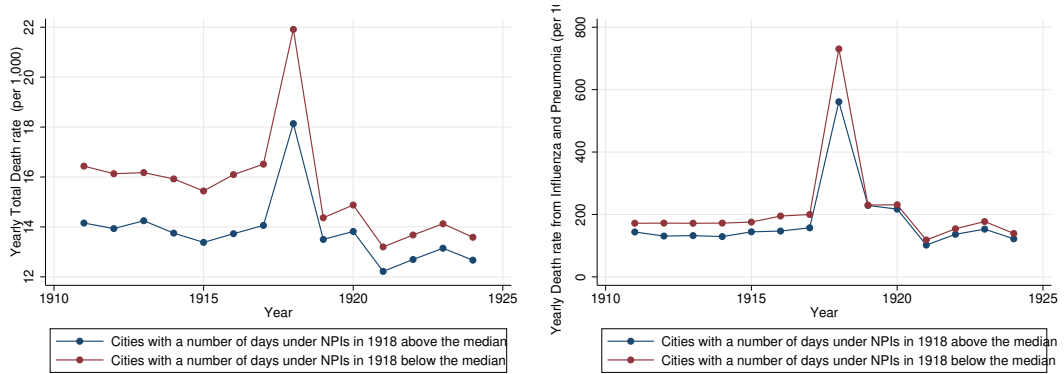 Yearly Total Death rate (per 1,000)
22
20
18
16
14
12
1910
1915
1920
1925
Year
Cities with a number of days under NPIs in 1918 above the median
Cities with a number of days under NPIs in 1918 below the median
Yearly Death rate from Influenza and Pneumonia (per 1
800
600
400
200
0
1910
1915
1920
1925
Year
Cities with a number of days under NPIs in 1918 above the median
Cities with a number of days under NPIs in 1918 below the median